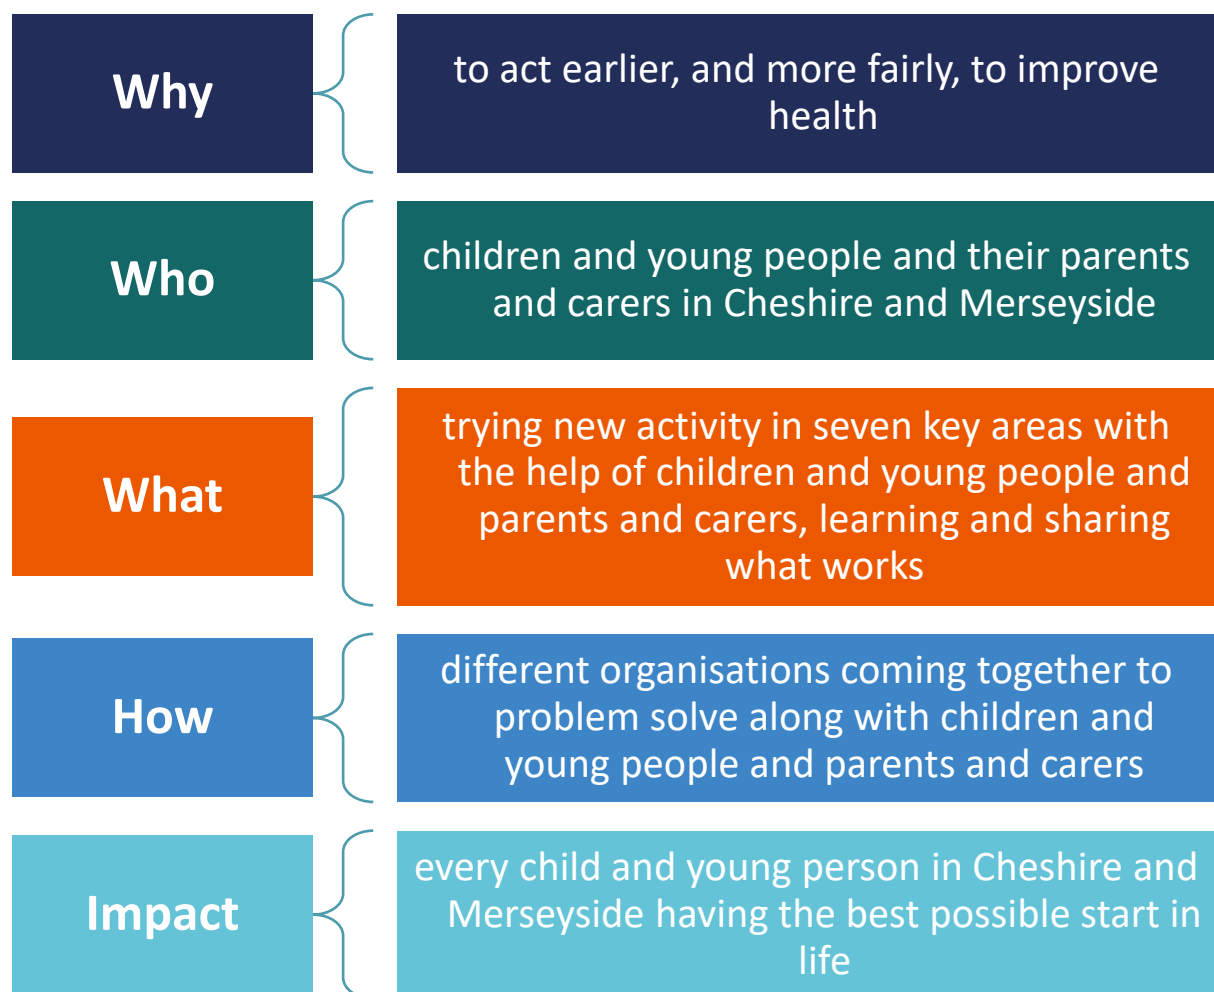 Why
to act earlier, and more fairly, to improve
health
Who
children and young people and their parents
and carers in Cheshire and Merseyside
What
trying new activity in seven key areas with
the help of children and young people and
parents and carers, learning and sharing
what works
How
different organisations coming together to
problem solve along with children and
young people and parents and carers
Impact
every child and young person in Cheshire and
Merseyside having the best possible start in
life